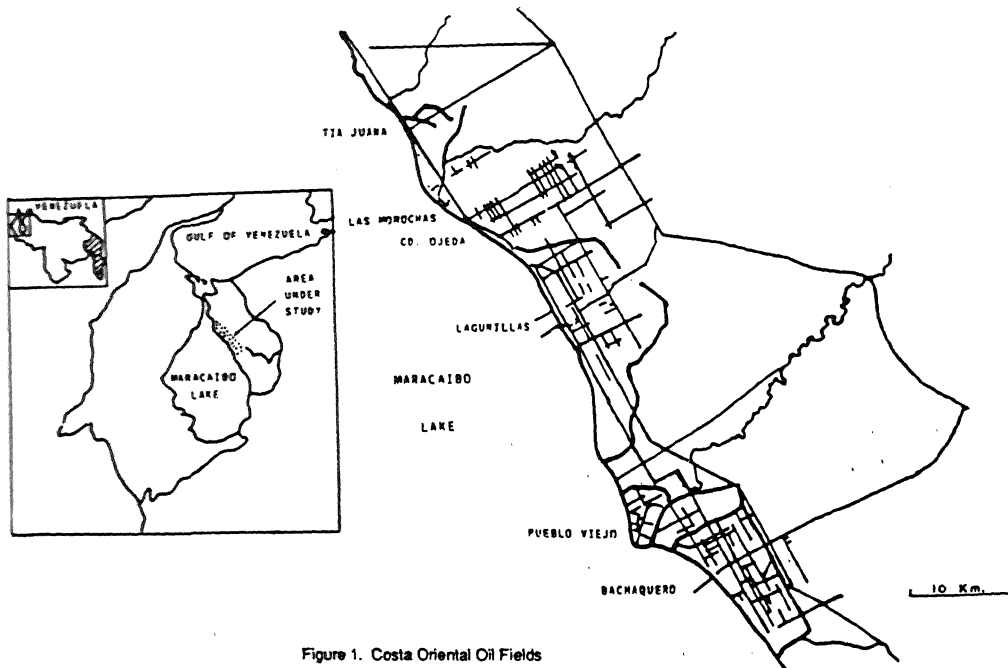 TIA JUANA
LAS MOROCHAS
CD. OJEDA
LAGUNILLAS
MARACAIBO
LAKE
PUEBLO VIEJO
BACHAQUERO
10 Km.
VENEZUELA
GULF OF VENEZUELA
AREA
UNDER
STUDY
MARACAIBO
LAKE
Figure 1. Costa Oriental Oil Fields